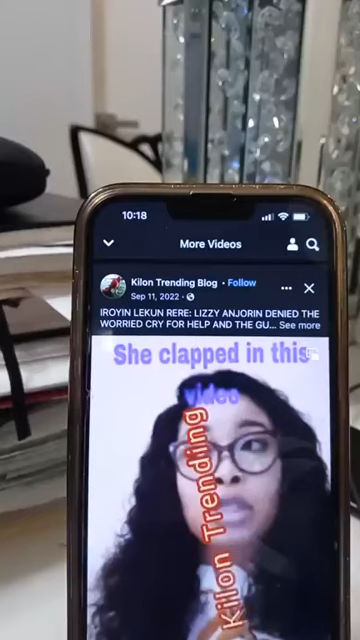 10:18
More Videos
Kilon Trending Blog · Follow
Sep 11, 2022 ·
IROYIN LEKUN RERE: LIZZY ANJORIN DENIED THE
WORRIED CRY FOR HELP AND THE GU... See more
She clapped in this
video
Kilon Trending